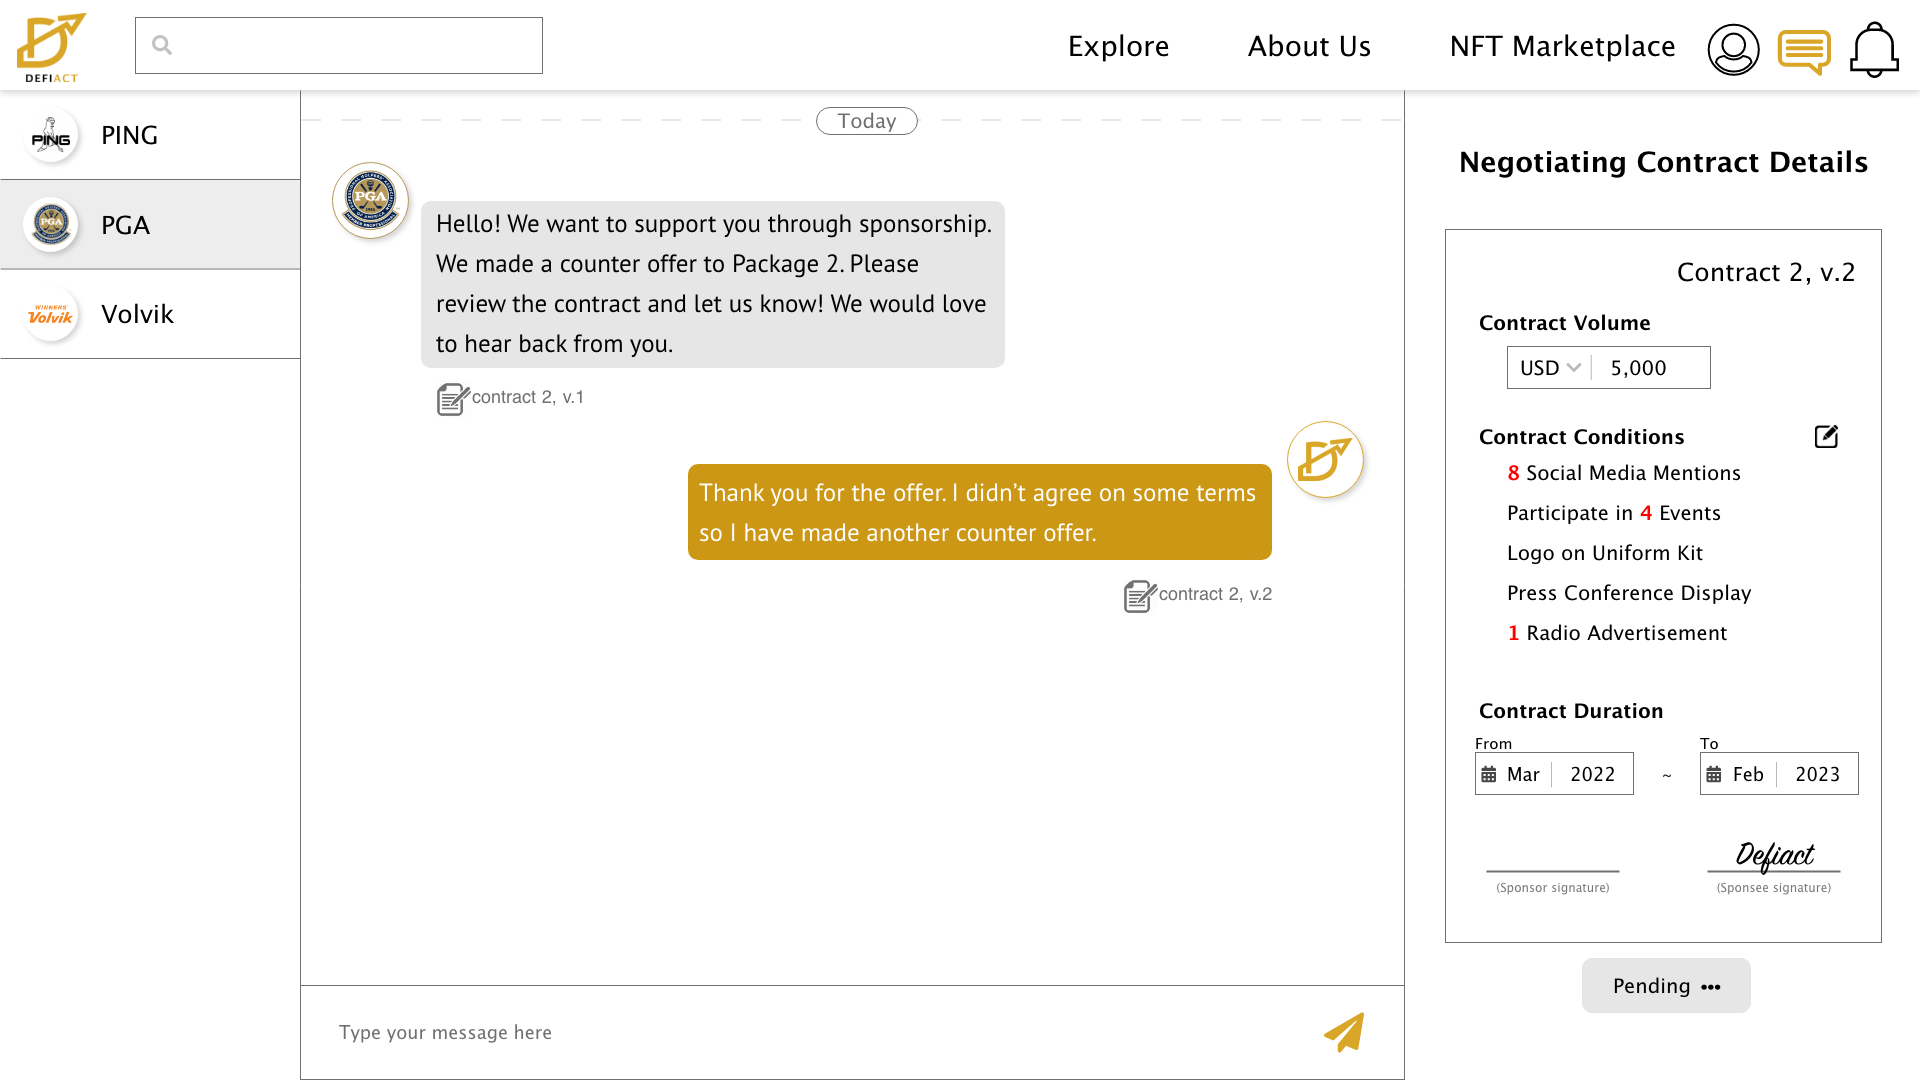 DEFIACT
Explore
About Us
NFT Marketplace
PING
PING
PGA
PGA
WINNERS'
Volvik
Volvik
Today
PGA
Hello! We want to support you through sponsorship.
We made a counter offer to Package 2. Please
review the contract and let us know! We would love
to hear back from you.
contract 2, v.1
Thank you for the offer. I didn’t agree on some terms
so I have made another counter offer.
contract 2, v.2
Type your message here
Negotiating Contract Details
Contract 2, v.2
Contract Volume
USD 5,000
Contract Conditions
8 Social Media Mentions
Participate in 4 Events
Logo on Uniform Kit
Press Conference Display
1 Radio Advertisement
Contract Duration
From To
Mar 2022 ~ Feb 2023
Defiact
(Sponsor signature) (Sponsee signature)
Pending •••